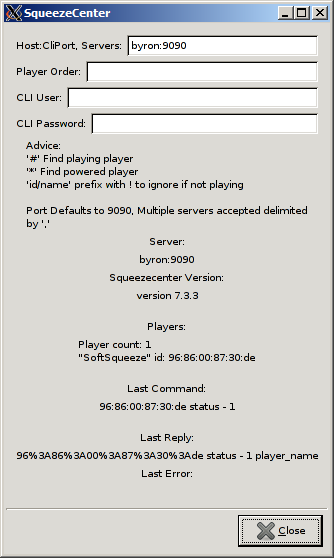 SqueezeCenter
Host:CliPort, Servers: byron:9090
Player Order:
CLI User:
CLI Password:
Advice:
'#' Find playing player
'*' Find powered player
'id/name' prefix with ! to ignore if not playing
Port Defaults to 9090, Multiple servers accepted delimited
by ','
Server:
byron:9090
Squeezecenter Version:
version 7.3.3
Players:
Player count: 1
"SoftSqueeze" id: 96:86:00:87:30:de
Last Command:
96:86:00:87:30:de status - 1
Last Reply:
96%3A86%3A00%3A87%3A30%3Ade status - 1 player_name
Last Error:
Close